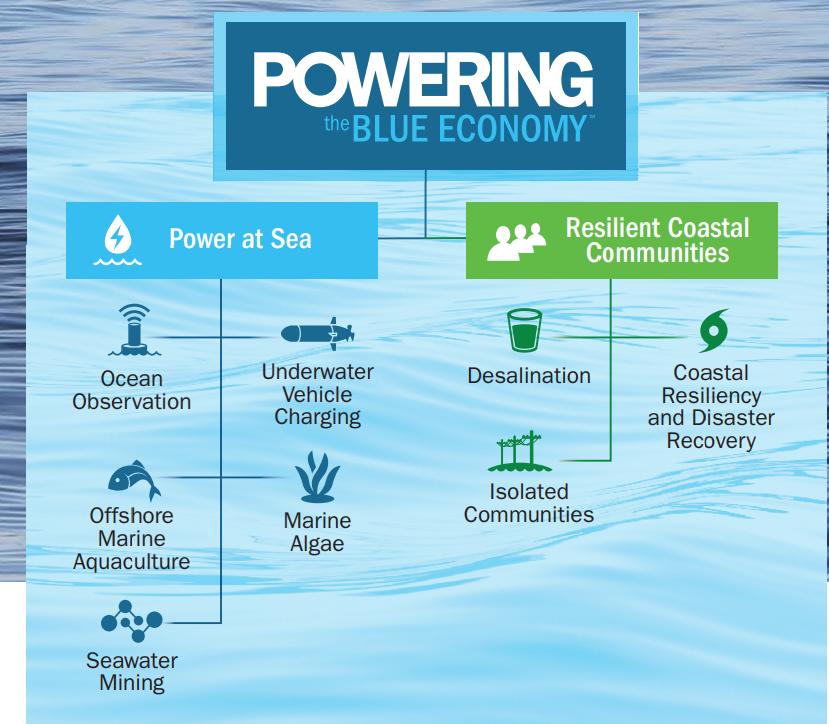 POWERING
the BLUE ECONOMY™
Power at Sea
Resilient Coastal
Communities
Ocean
Observation
Underwater
Vehicle
Charging
Offshore
Marine
Aquaculture
Marine
Algae
Seawater
Mining
Desalination
Coastal
Resiliency
and Disaster
Recovery
Isolated
Communities